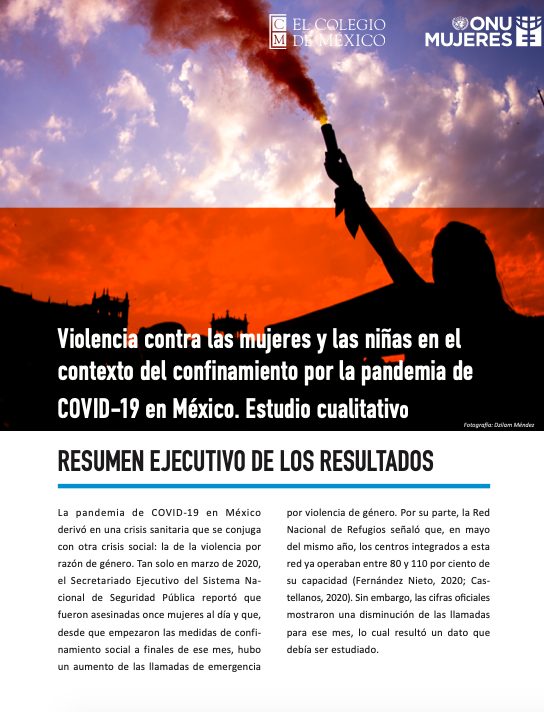 EL COLEGIO
DE MÉXICO
C
M
ONU
MUJERES
Violencia contra las mujeres y las niñas en el
contexto del confinamiento por la pandemia de
COVID-19 en México. Estudio cualitativo
Fotografía: Dzilam Méndez
RESUMEN EJECUTIVO DE LOS RESULTADOS
La pandemia de COVID-19 en México
derivó en una crisis sanitaria que se conjuga
con otra crisis social: la de la violencia por
razón de género. Tan solo en marzo de 2020,
el Secretariado Ejecutivo del Sistema Na-
cional de Seguridad Pública reportó que
fueron asesinadas once mujeres al día y que,
desde que empezaron las medidas de confi-
namiento social a finales de ese mes, hubo
un aumento de las llamadas de emergencia
por violencia de género. Por su parte, la Red
Nacional de Refugios señaló que, en mayo
del mismo año, los centros integrados a esta
red ya operaban entre 80 y 110 por ciento de
su capacidad (Fernández Nieto, 2020; Cas-
tellanos, 2020). Sin embargo, las cifras oficiales
mostraron una disminución de las llamadas
para ese mes, lo cual resultó un dato que
debía ser estudiado.